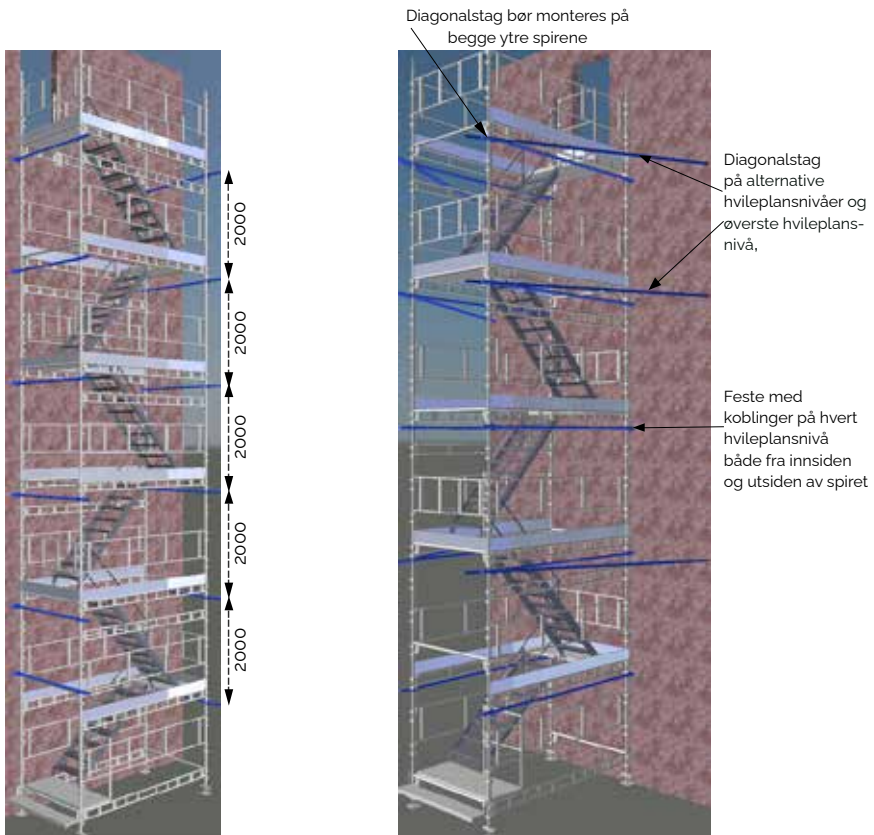 Diagonalstag bør monteres på
begge ytre spirene
Diagonalstag
på alternative
hvileplansnivåer og
øverste hvileplans-
nivå,
2000
2000
2000
2000
2000
Feste med
koblinger på hvert
hvileplansnivå
både fra innsiden
og utsiden av spiret